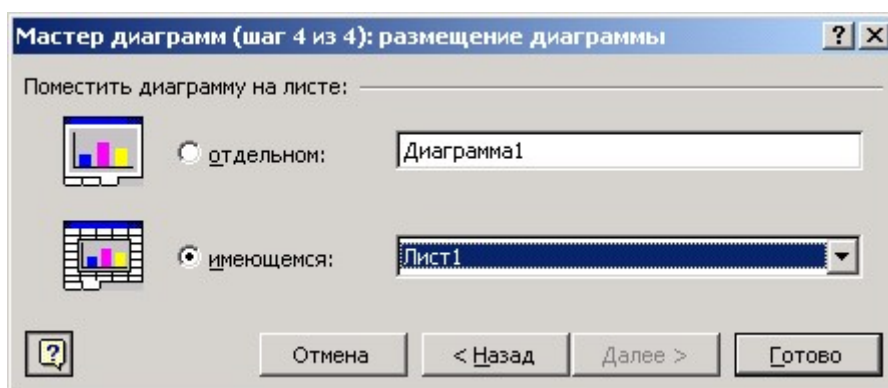 Мастер диаграмм (шаг 4 из 4): размещение диаграммы
Поместить диаграмму на листе:
отдельном: Диаграмма1
имеющемся: Лист1
Отмена < Назад Далее > Готово